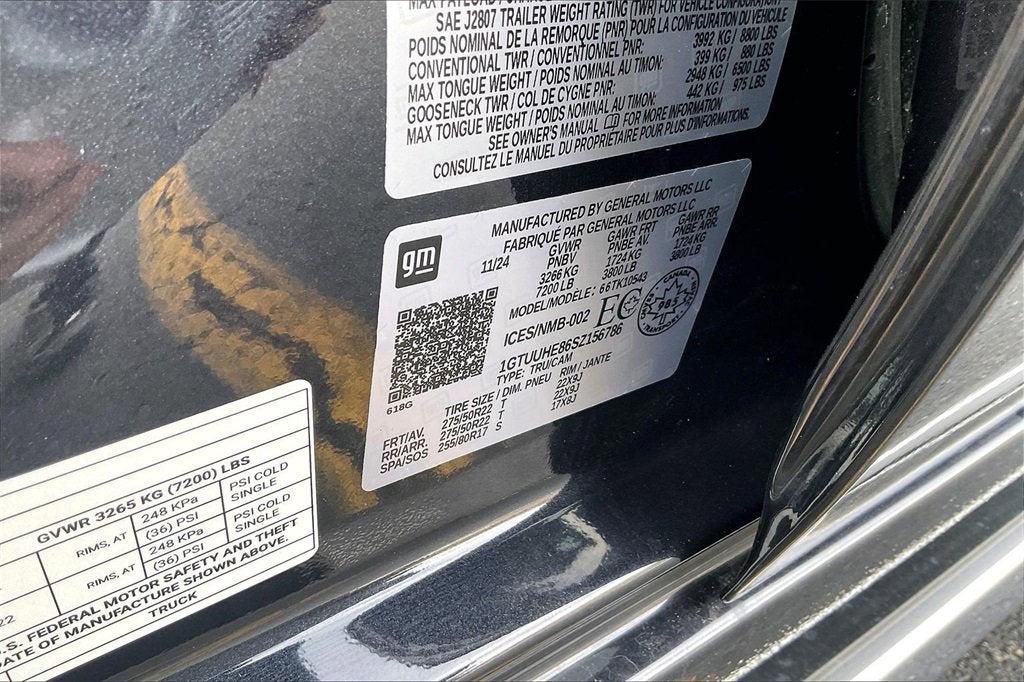 MAX PAYLOAD /
SAE J2807 TRAILER WEIGHT RATING (TWR) FOR VEHICLE CONFIGURATION/
POIDS NOMINAL DE LA REMORQUE (PNR) POUR LA CONFIGURATION DU VÉHICULE
CONVENTIONAL TWR / CONVENTIONNEL PNR: 3992 KG / 8800 LBS
MAX TONGUE WEIGHT / POIDS NOMINAL AU TIMON: 399 KG / 880 LBS
GOOSENECK TWR / COL DE CYGNE PNR: 2948 KG / 6500 LBS
MAX TONGUE WEIGHT / POIDS NOMINAL AU TIMON: 442 KG / 975 LBS
SEE OWNER'S MANUAL FOR MORE INFORMATION
CONSULTEZ LE MANUEL DU PROPRIÉTAIRE POUR PLUS D'INFORMATIONS.
gm
MANUFACTURED BY GENERAL MOTORS LLC
FABRIQUÉ PAR GENERAL MOTORS LLC
11/24 GVWR GAWR FRT GAWR RR
PNBV PNBE AV. PNBE ARR.
3266 KG 1724 KG 1724 KG
7200 LB 3800 LB 3800 LB
MODEL/MODÈLE: 66TK10543
ICES/NMB-002 EC
CANADA
985
TRANSPORT
1GTUUHE86SZ156786
TYPE: TRU/CAM
618G
TIRE SIZE / DIM. PNEU RIM / JANTE
FRT/AV. 275/50R22 T 22X9J
RR/ARR. 275/50R22 T 22X9J
SPA/SOS 255/80R17 S 17X8J
GVWR 3265 KG (7200) LBS
RIMS, AT 248 KPa PSI COLD
(36) PSI SINGLE
RIMS, AT 248 KPa PSI COLD
(36) PSI SINGLE
22
.S. FEDERAL MOTOR SAFETY AND THEFT
DATE OF MANUFACTURE SHOWN ABOVE.
TRUCK